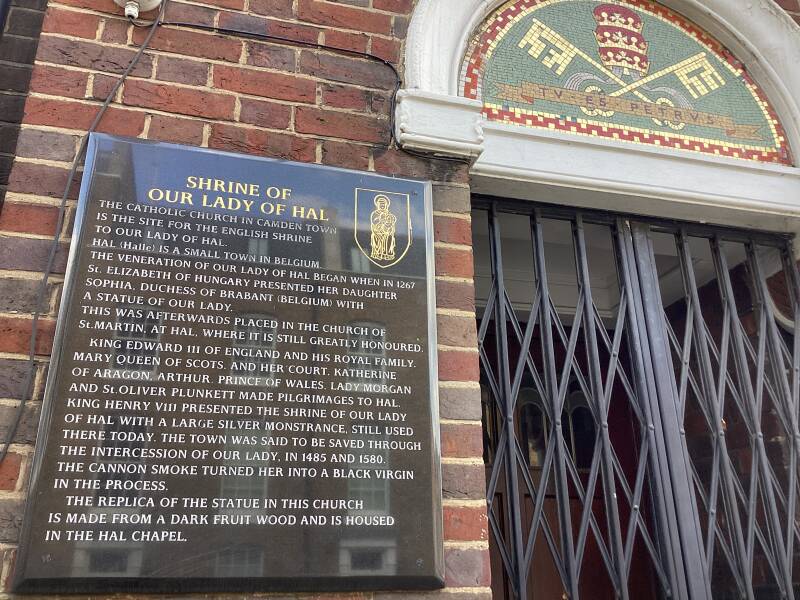 SHRINE OF
OUR LADY OF HAL
THE CATHOLIC CHURCH IN CAMDEN TOWN
IS THE SITE FOR THE ENGLISH SHRINE
TO OUR LADY OF HAL.
HAL (Halle) IS A SMALL TOWN IN BELGIUM
THE VENERATION OF OUR LADY OF HAL BEGAN WHEN IN 1267
St. ELIZABETH OF HUNGARY PRESENTED HER DAUGHTER
SOPHIA, DUCHESS OF BRABANT (BELGIUM) WITH
A STATUE OF OUR LADY.
THIS WAS AFTERWARDS PLACED IN THE CHURCH OF
St.MARTIN, AT HAL, WHERE IT IS STILL GREATLY HONOURED.
KING EDWARD III OF ENGLAND AND HIS ROYAL FAMILY.
MARY QUEEN OF SCOTS, AND HER COURT, KATHERINE
OF ARAGON, ARTHUR, PRINCE OF WALES, LADY MORGAN
AND St.OLIVER PLUNKETT MADE PILGRIMAGES TO HAL.
KING HENRY VIII PRESENTED THE SHRINE OF OUR LADY
OF HAL WITH A LARGE SILVER MONSTRANCE, STILL USED
THERE TODAY. THE TOWN WAS SAID TO BE SAVED THROUGH
THE INTERCESSION OF OUR LADY, IN 1485 AND 1580.
THE CANNON SMOKE TURNED HER INTO A BLACK VIRGIN
IN THE PROCESS.
THE REPLICA OF THE STATUE IN THIS CHURCH
IS MADE FROM A DARK FRUIT WOOD AND IS HOUSED
IN THE HAL CHAPEL.
TV ES PETRVS